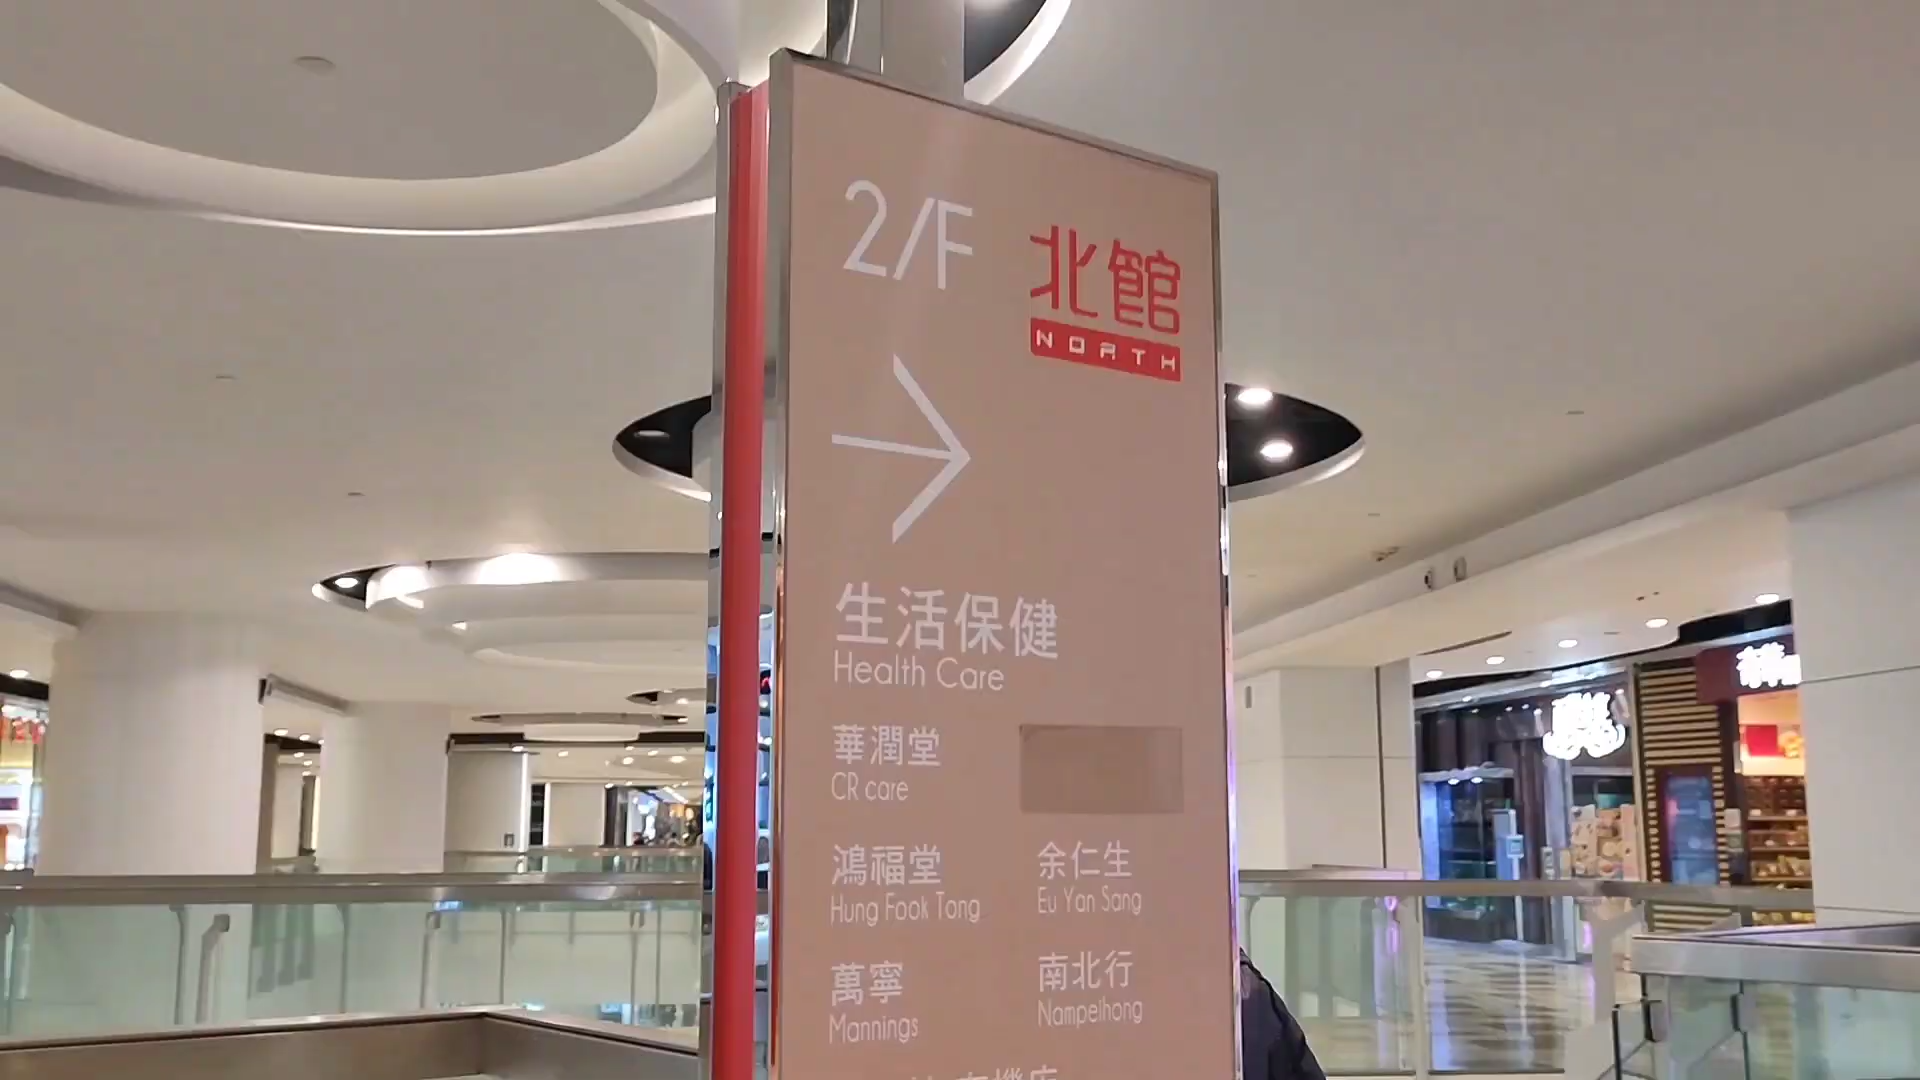 2/F
北館
NORTH
生活保健
Health Care
華潤堂
CR care
鴻福堂
Hung Fook Tong
余仁生
Eu Yan Sang
萬寧
Mannings
南北行
Nampeihong